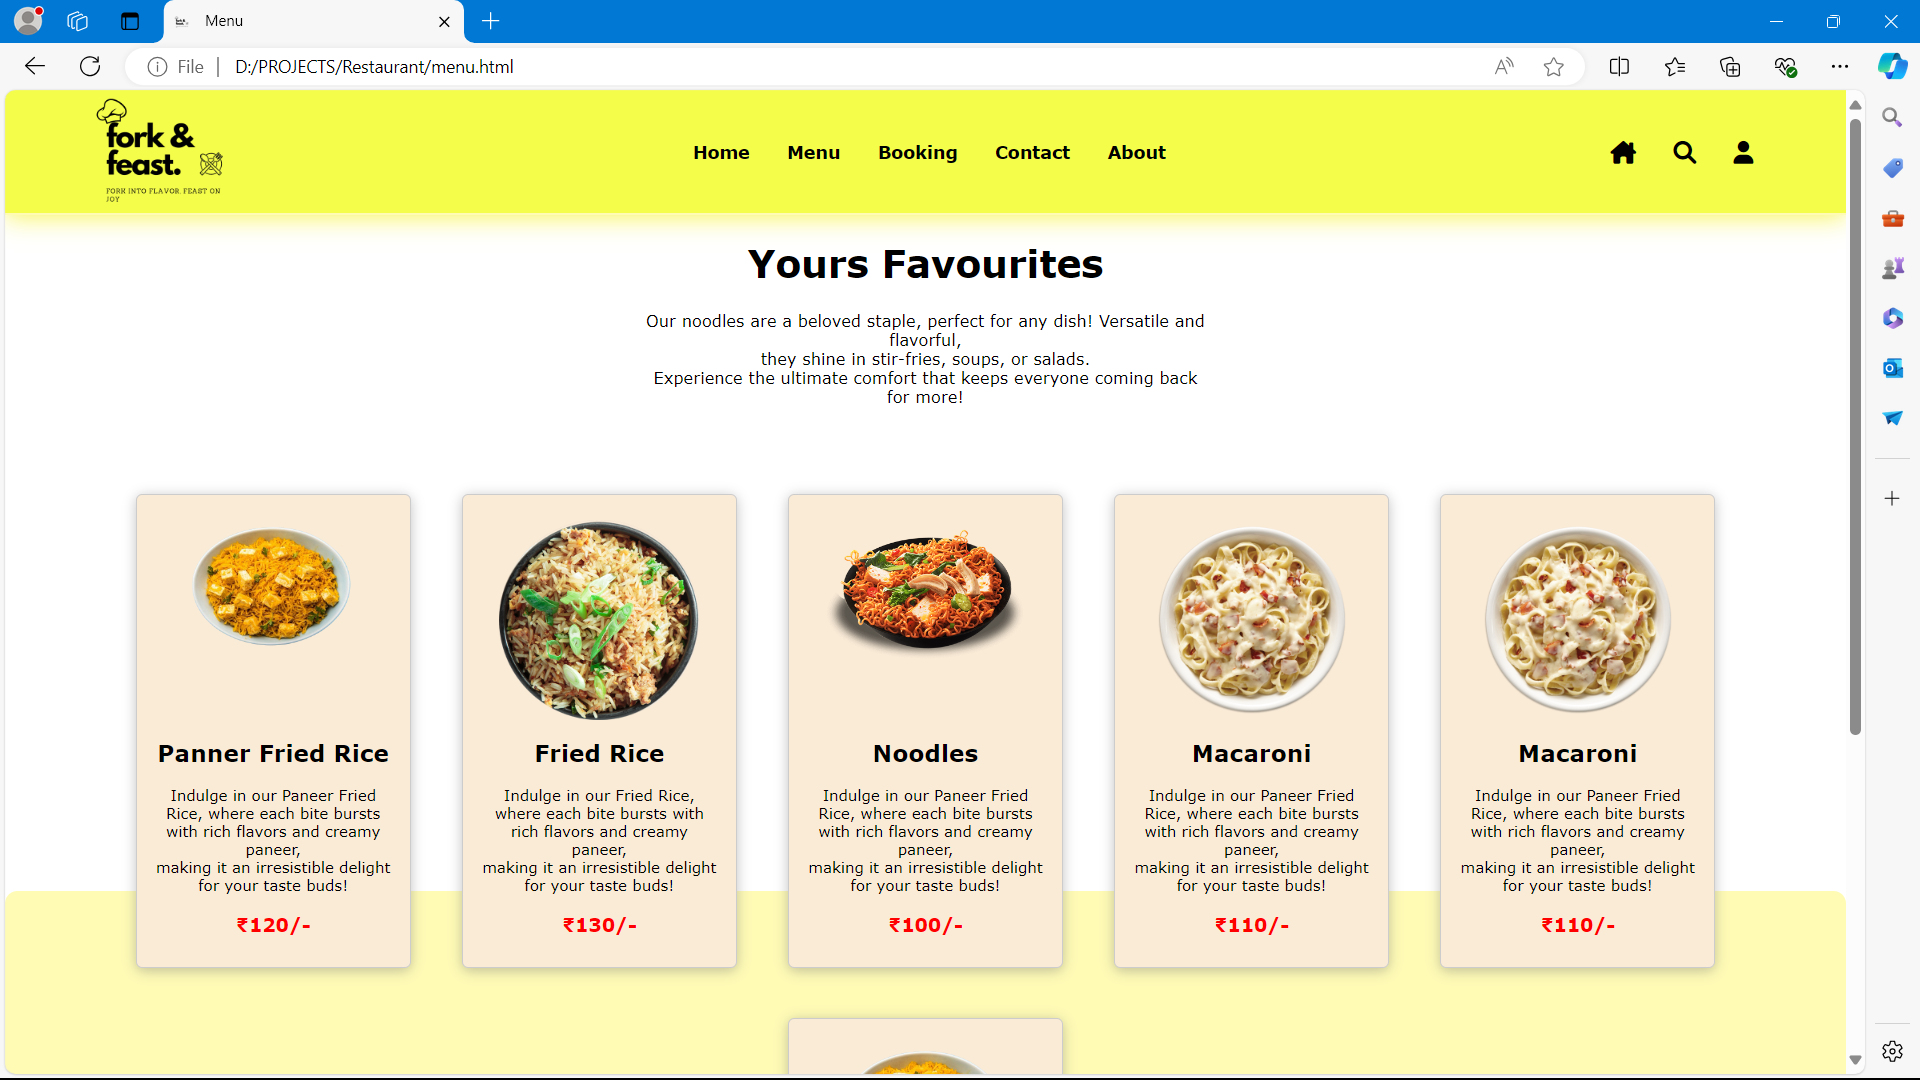 Menu
File
D:/PROJECTS/Restaurant/menu.html
fork &
feast.
FORK INTO FLAVOR. FEAST ON
JOY
Home Menu Booking Contact About
Yours Favourites
Our noodles are a beloved staple, perfect for any dish! Versatile and
flavorful,
they shine in stir-fries, soups, or salads.
Experience the ultimate comfort that keeps everyone coming back
for more!
Panner Fried Rice
Indulge in our Paneer Fried
Rice, where each bite bursts
with rich flavors and creamy
paneer,
making it an irresistible delight
for your taste buds!
₹120/-
Fried Rice
Indulge in our Fried Rice,
where each bite bursts with
rich flavors and creamy
paneer,
making it an irresistible delight
for your taste buds!
₹130/-
Noodles
Indulge in our Paneer Fried
Rice, where each bite bursts
with rich flavors and creamy
paneer,
making it an irresistible delight
for your taste buds!
₹100/-
Macaroni
Indulge in our Paneer Fried
Rice, where each bite bursts
with rich flavors and creamy
paneer,
making it an irresistible delight
for your taste buds!
₹110/-
Macaroni
Indulge in our Paneer Fried
Rice, where each bite bursts
with rich flavors and creamy
paneer,
making it an irresistible delight
for your taste buds!
₹110/-